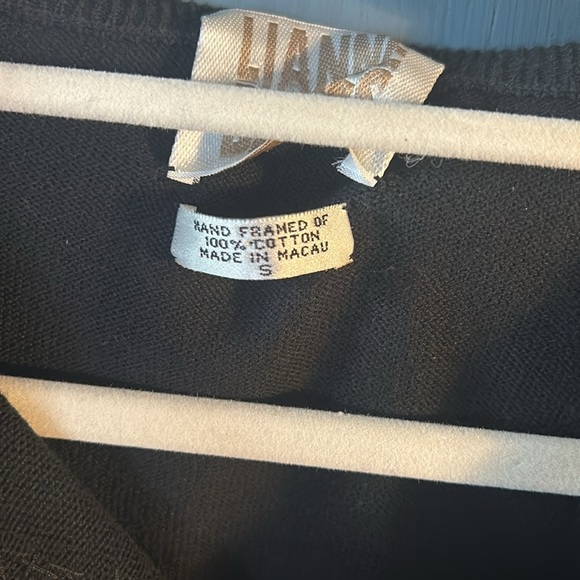 HAND FRAMED OF
100% COTTON
MADE IN MACAU
S